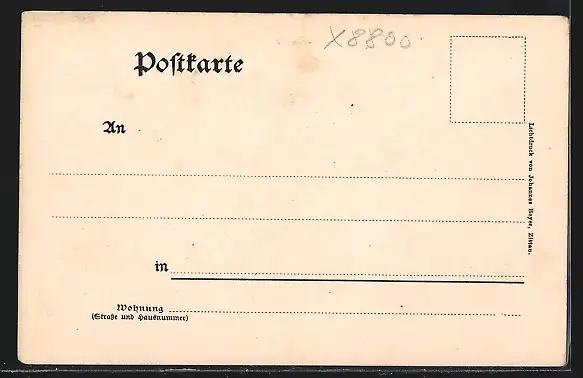 X8800
Postkarte
An
in
Wohnung
(Straße und Hausnummer)
Lichtdruck von Johannes Beyer, Zittau.